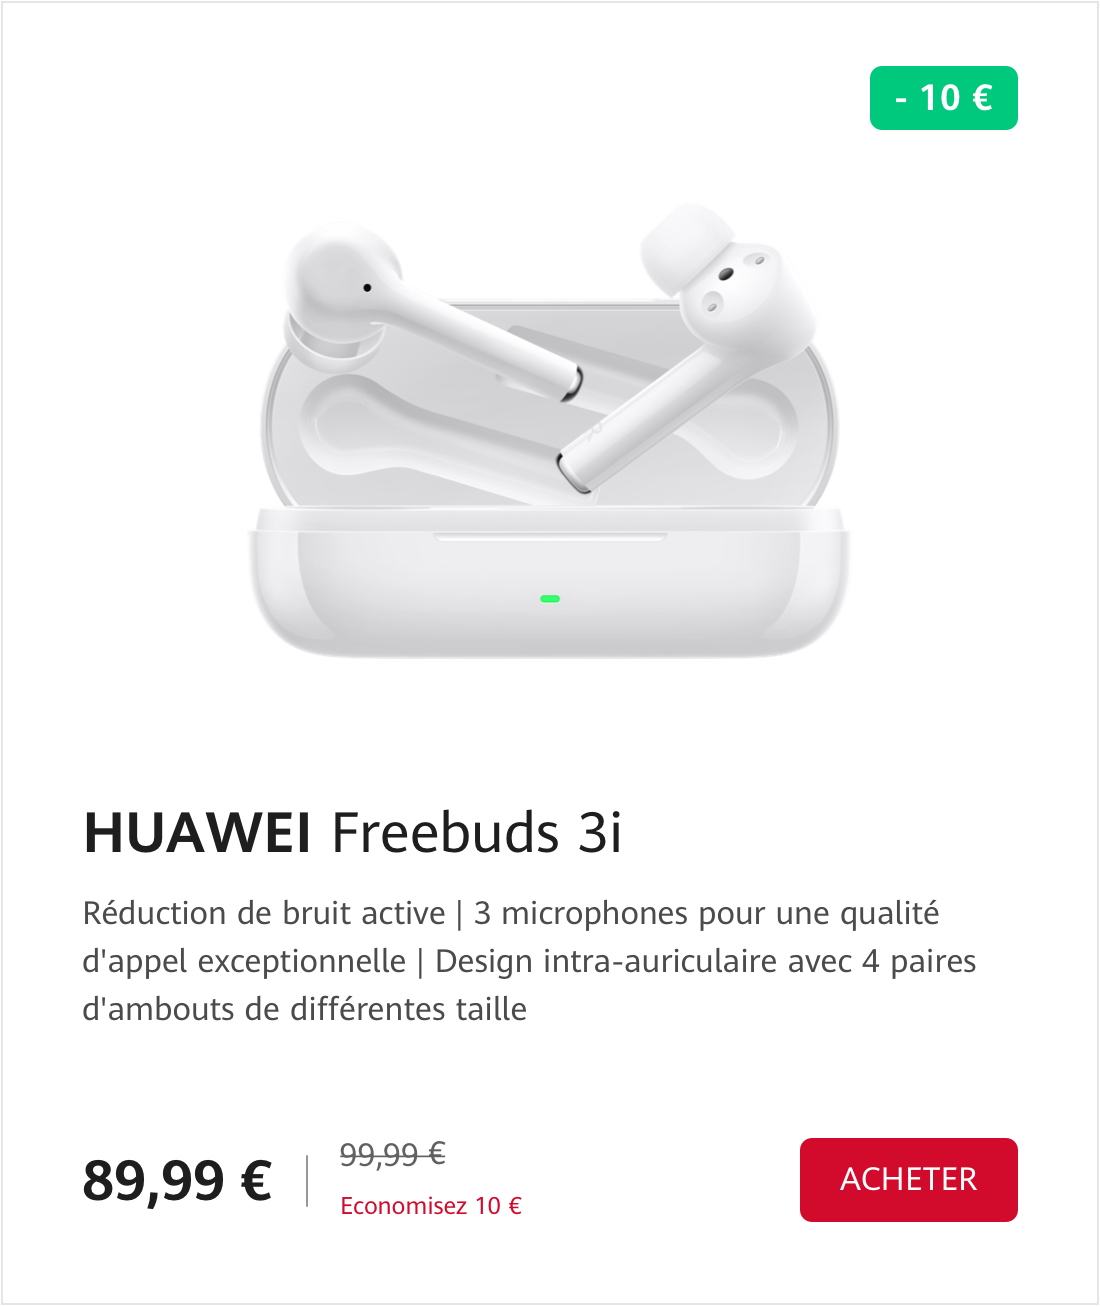 - 10 €
HUAWEI Freebuds 3i
Réduction de bruit active | 3 microphones pour une qualité
d'appel exceptionnelle | Design intra-auriculaire avec 4 paires
d'ambouts de différentes taille
99,99 €
89,99 €
Economisez 10 €
ACHETER